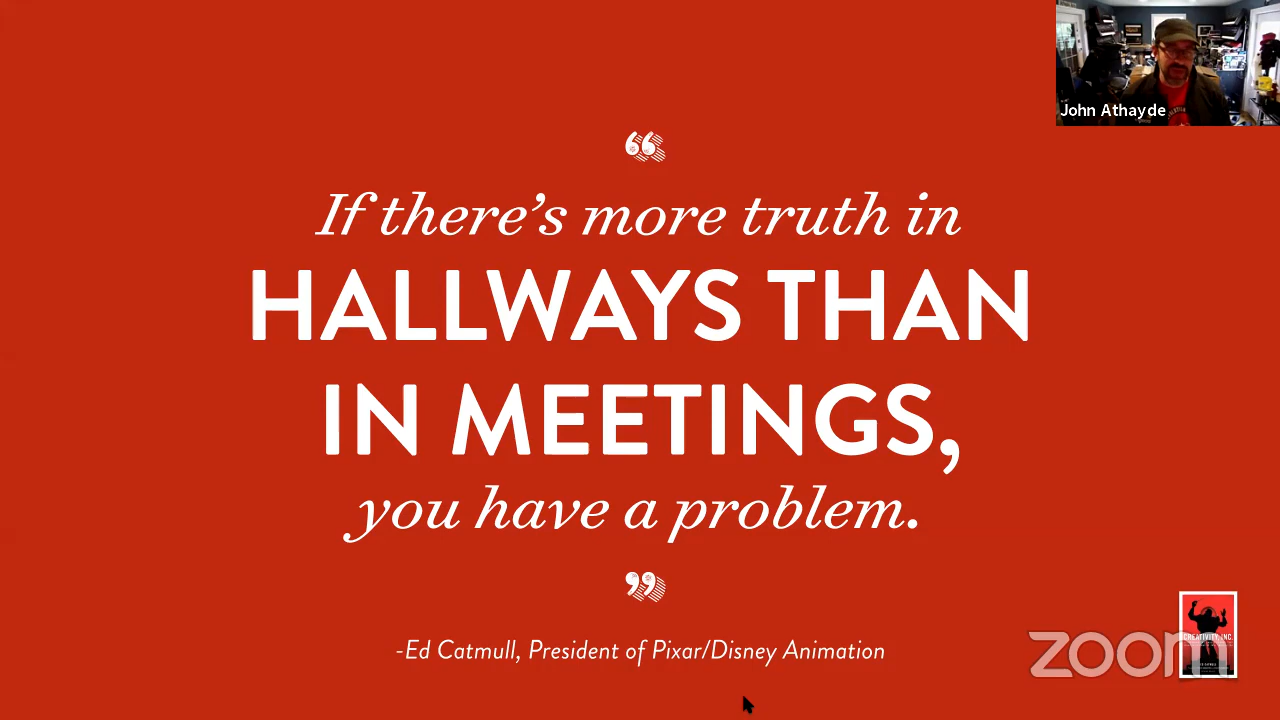 John Athayde
“
If there’s more truth in
HALLWAYS THAN
IN MEETINGS,
you have a problem.
”
-Ed Catmull, President of Pixar/Disney Animation
CREATIVITY, INC.
zoom